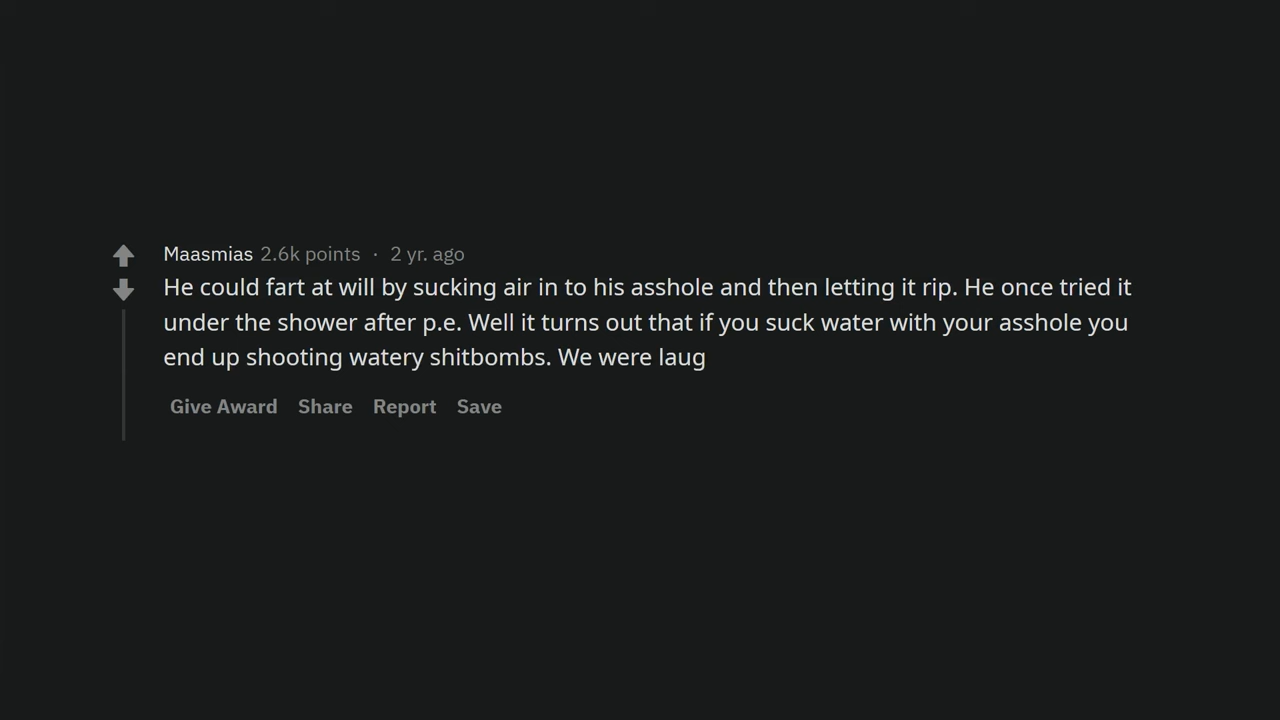 Maasmias 2.6k points · 2 yr. ago
He could fart at will by sucking air in to his asshole and then letting it rip. He once tried it
under the shower after p.e. Well it turns out that if you suck water with your asshole you
end up shooting watery shitbombs. We were laug
Give Award Share Report Save